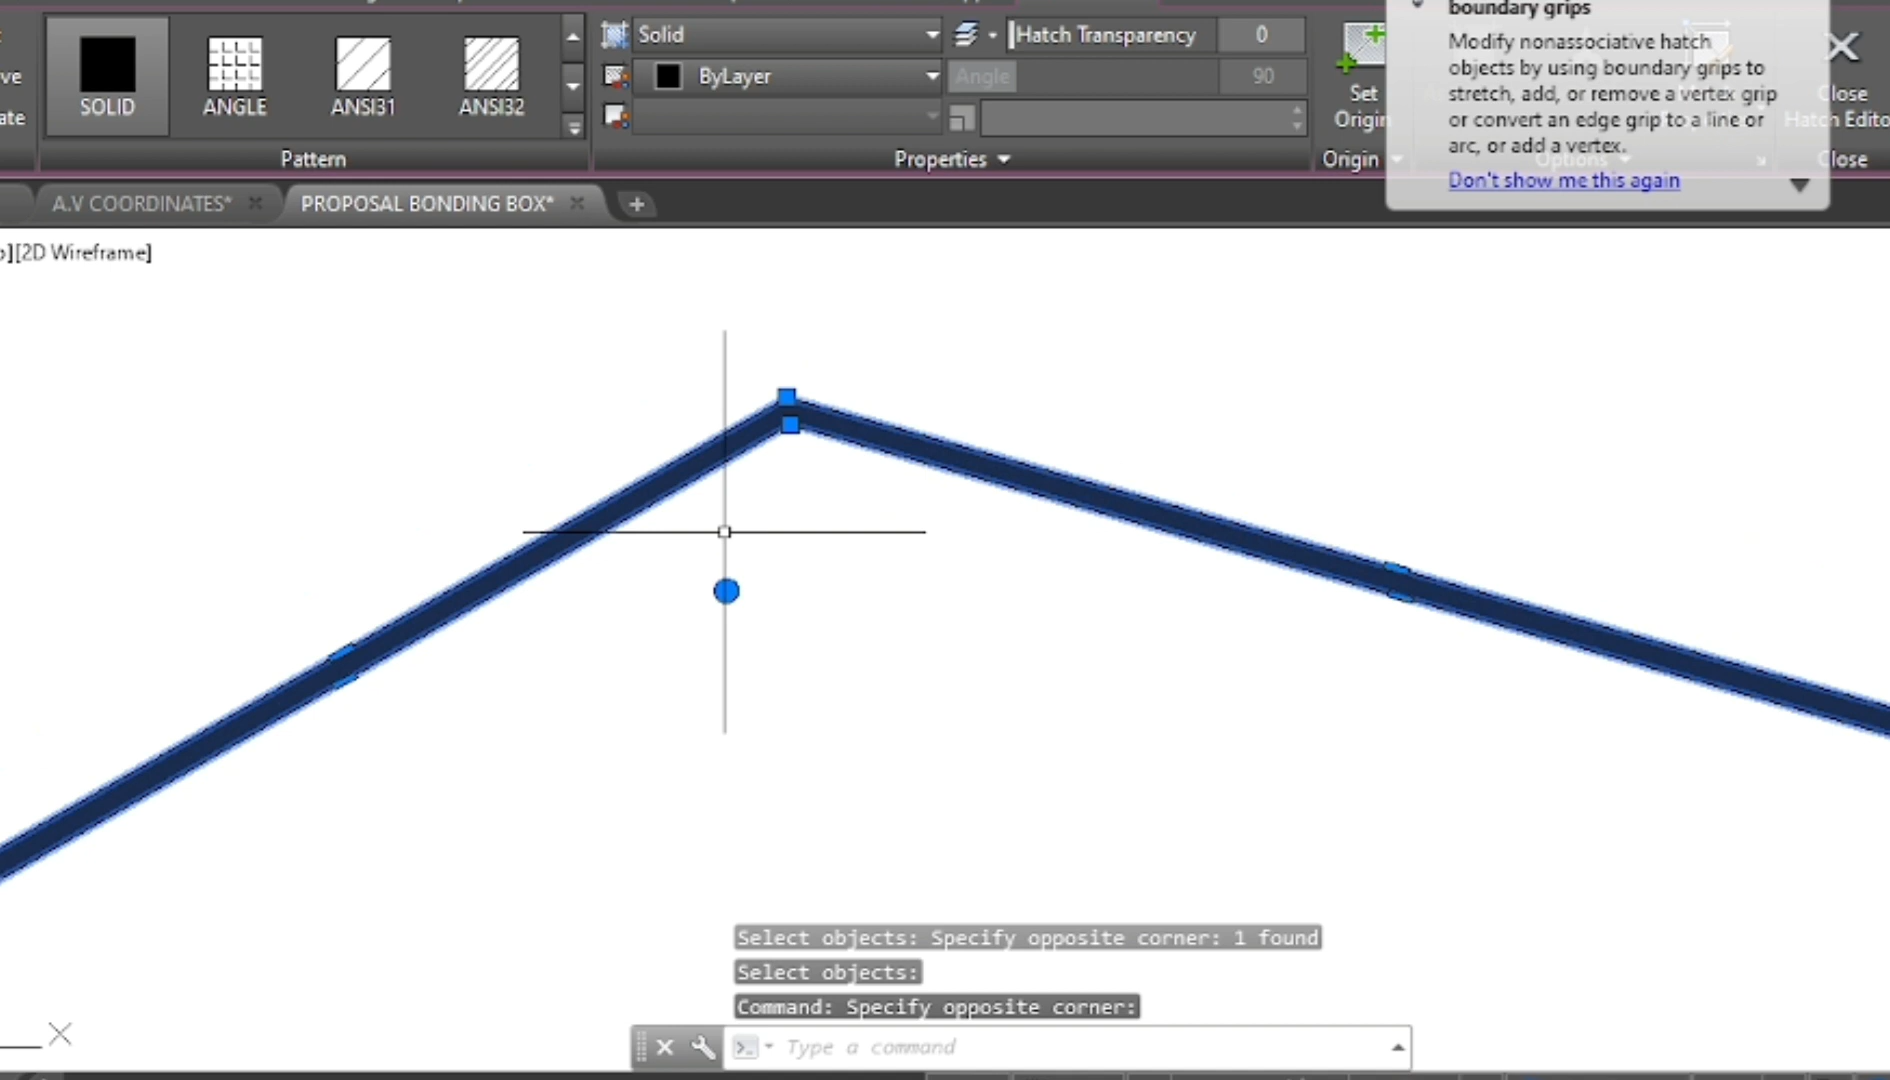 boundary grips
Modify nonassociative hatch
objects by using boundary grips to
stretch, add, or remove a vertex grip
or convert an edge grip to a line or
arc, or add a vertex.
Don't show me this again
SOLID
ANGLE
ANSI31
ANSI32
Pattern
Solid
ByLayer
Hatch Transparency
0
Angle
90
Properties
Set
Origin
Origin
Options
Close
Hatch Edito
Close
A.V COORDINATES*
PROPOSAL BONDING BOX*
][2D Wireframe]
Select objects: Specify opposite corner: 1 found
Select objects:
Command: Specify opposite corner:
Type a command